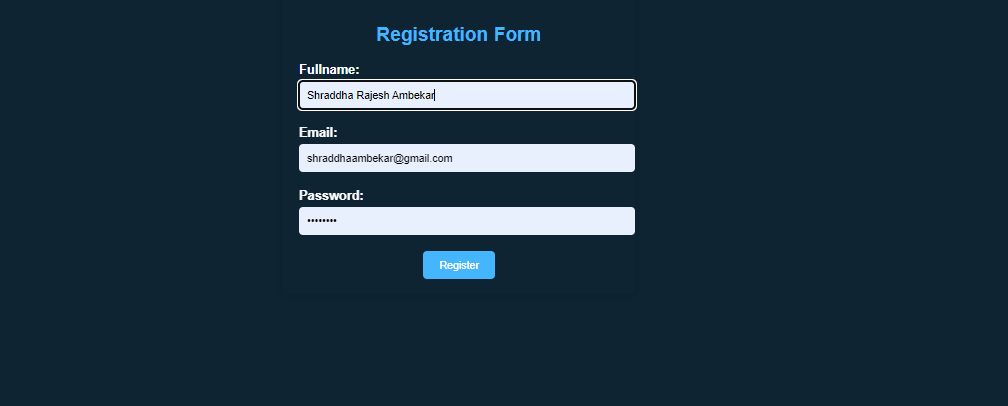 Registration Form
Fullname:
Shraddha Rajesh Ambekar
Email:
shraddhaambekar@gmail.com
Password:
••••••••
Register